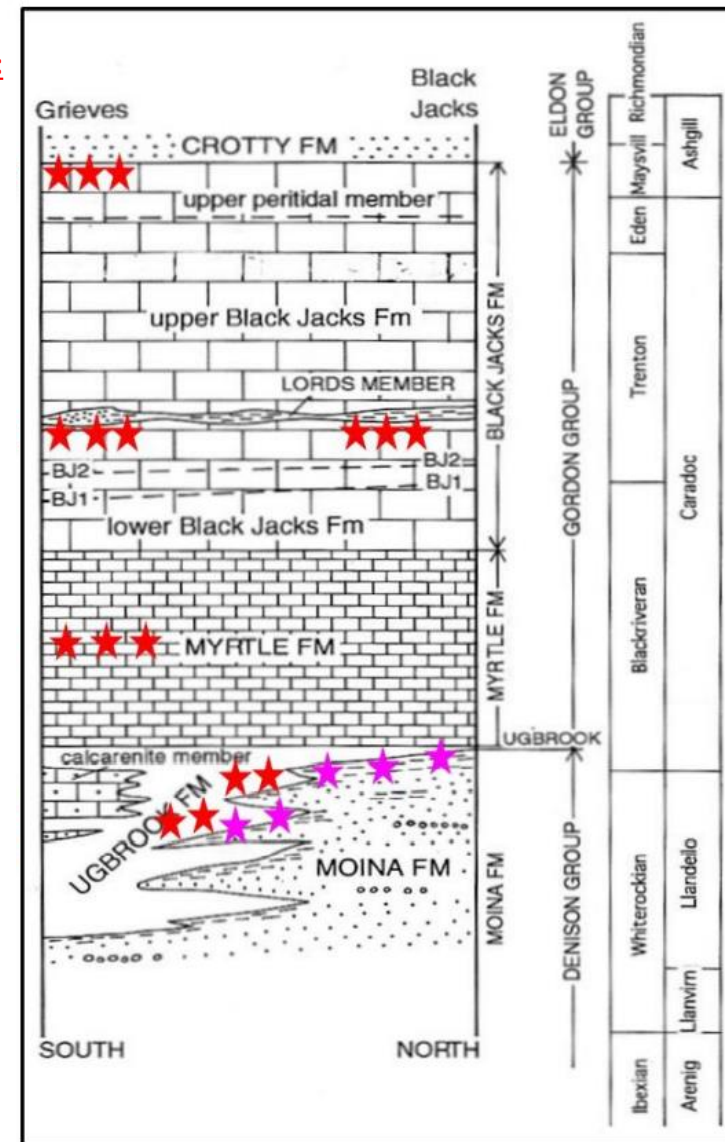 :
Grieves
Black
Jacks
CROTTY FM
upper peritidal member
upper Black Jacks Fm
LORDS MEMBER
BJ2
BJ2
BJ1
BJ1
lower Black Jacks Fm
MYRTLE FM
calcarenite member
UGBROOK FM
MOINA FM
SOUTH
NORTH
BLACK JACKS FM
MYRTLE FM
UGBROOK
MOINA FM
ELDON
GROUP
GORDON GROUP
DENISON GROUP
Richmondian
Maysvill
Eden
Trenton
Blackriveran
Whiterockian
Ibexian
Ashgill
Caradoc
Llandeilo
Llanvirn
Arenig